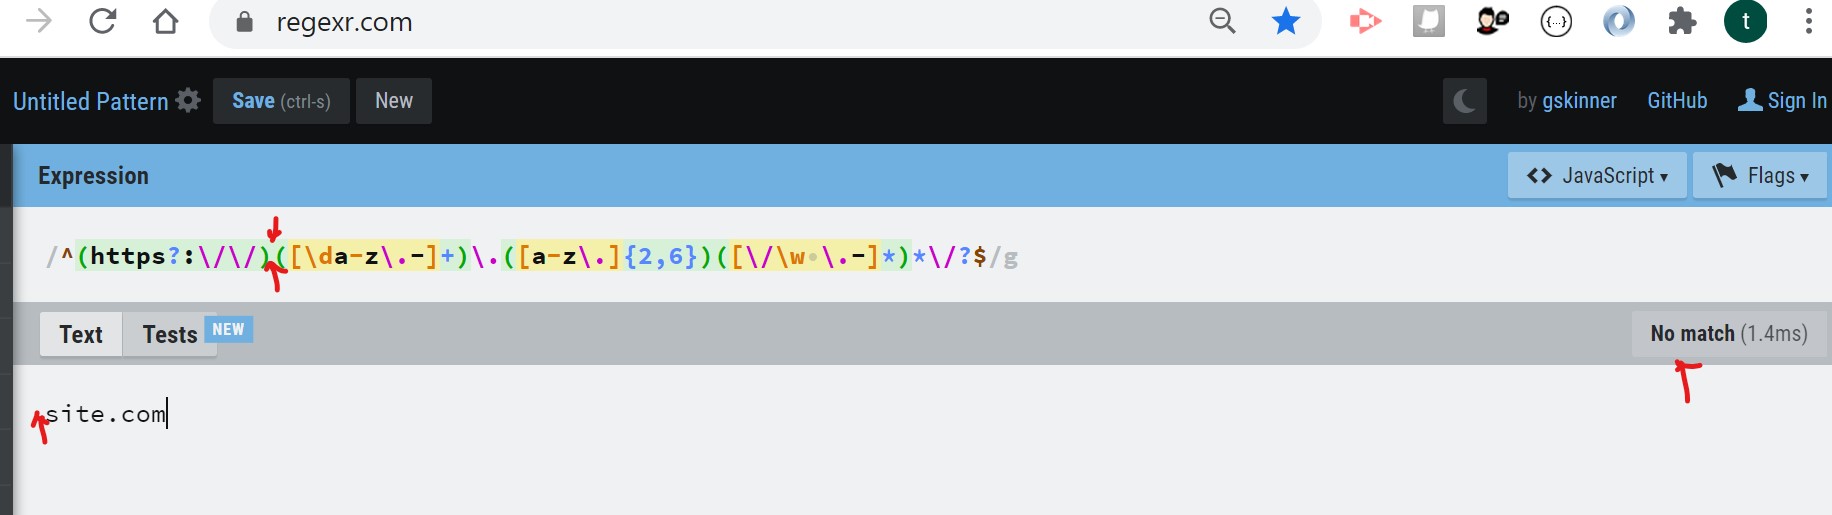 regexr.com
{...}
t
Untitled Pattern Save (ctrl-s) New by gskinner GitHub Sign In
Expression <> JavaScript ▾ Flags ▾
/^(https?:\/\/)([\da-z\.-]+)\.([a-z\.]{2,6})([\/\w \.-]*)*\/?$/g
Text Tests NEW No match (1.4ms)
site.com